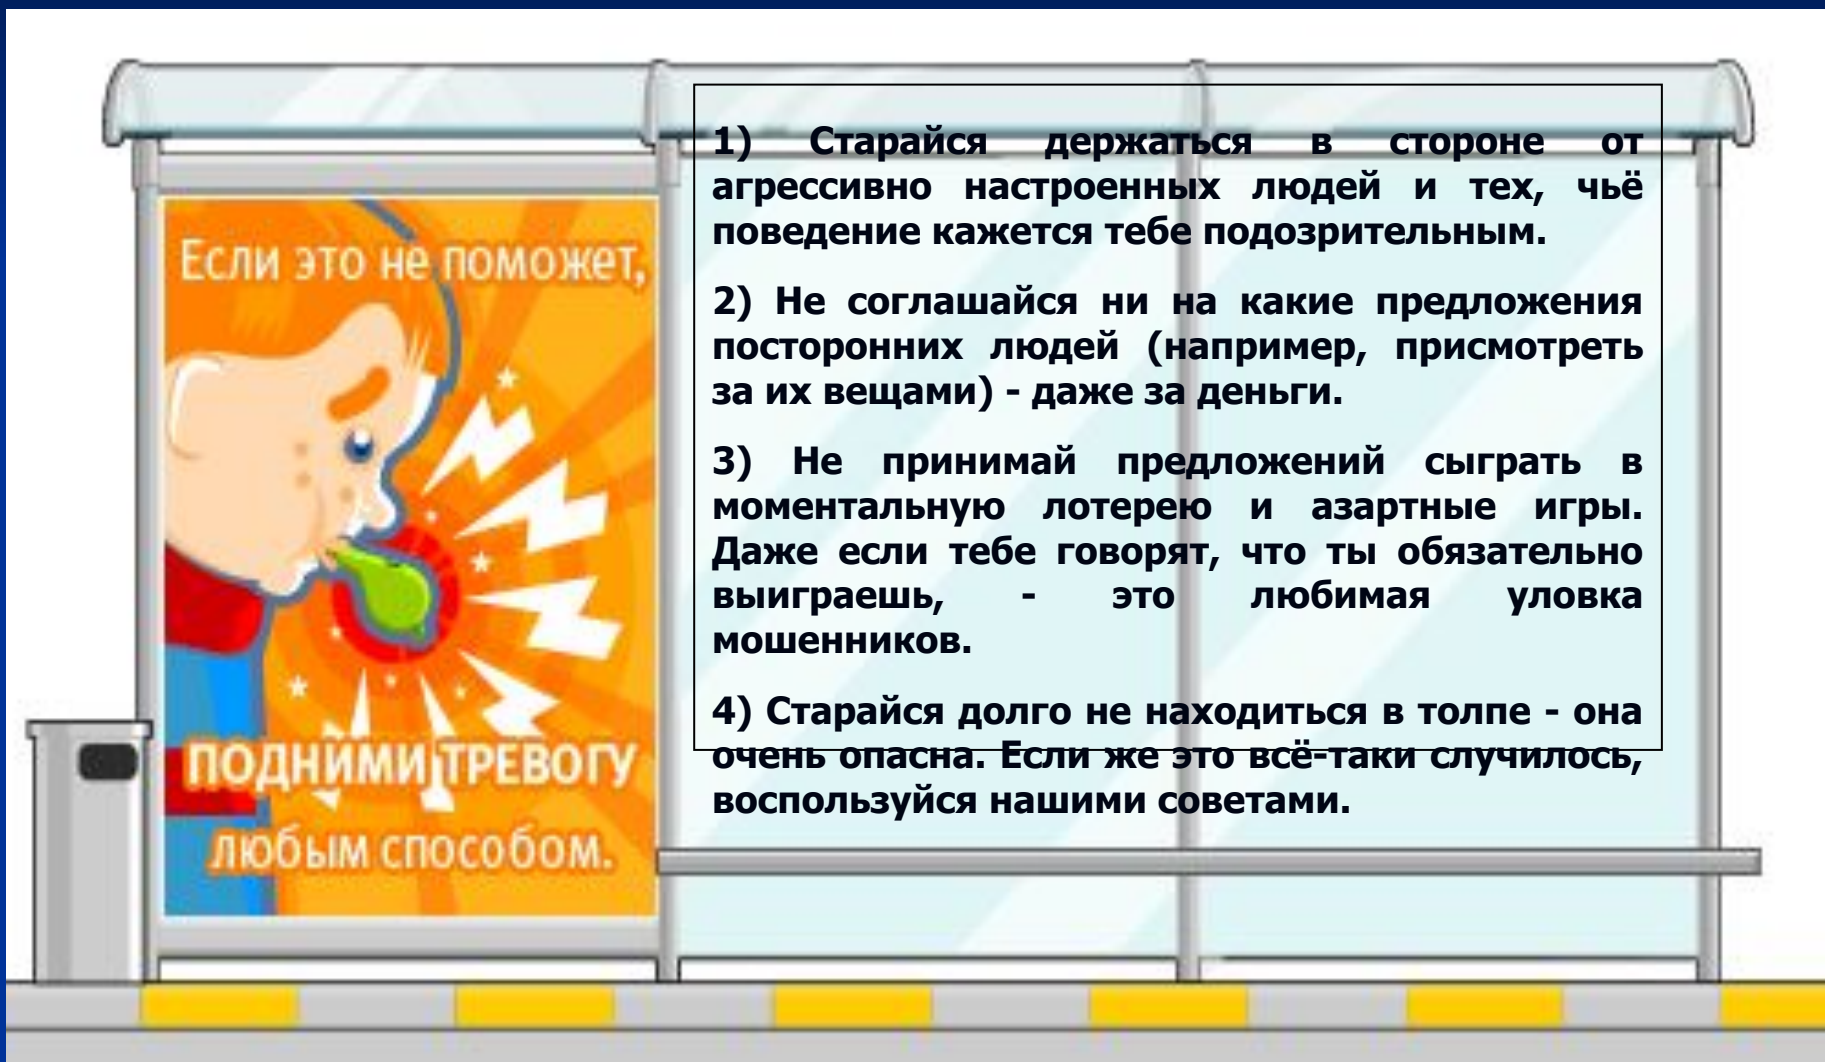 Если это не поможет,
ПОДНИМИ ТРЕВОГУ
любым способом.
1) Старайся держаться в стороне от
агрессивно настроенных людей и тех, чьё
поведение кажется тебе подозрительным.
2) Не соглашайся ни на какие предложения
посторонних людей (например, присмотреть
за их вещами) - даже за деньги.
3) Не принимай предложений сыграть в
моментальную лотерею и азартные игры.
Даже если тебе говорят, что ты обязательно
выиграешь, - это любимая уловка
мошенников.
4) Старайся долго не находиться в толпе - она
очень опасна. Если же это всё-таки случилось,
воспользуйся нашими советами.